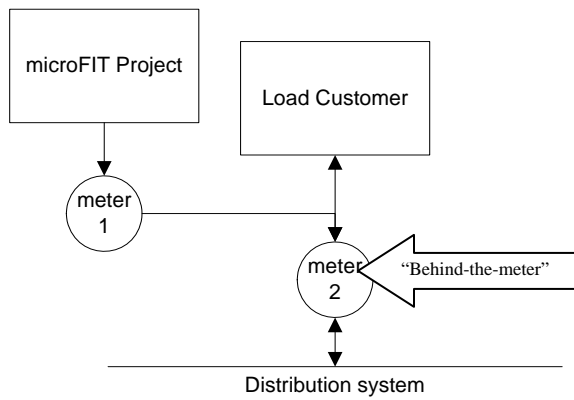 microFIT Project
Load Customer
meter
1
meter
2
“Behind-the-meter”
Distribution system